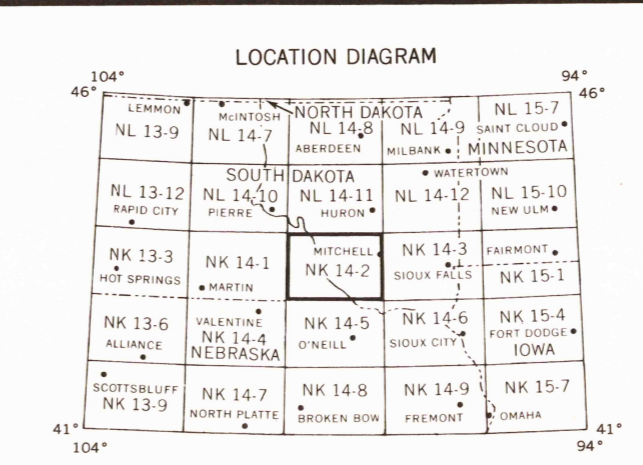 LOCATION DIAGRAM
104° 94°
46° 46°
LEMMON McINTOSH NORTH DAKOTA NL 15-7
NL 13-9 NL 14-7 NL 14-8 NL 14-9 SAINT CLOUD
ABERDEEN MILBANK MINNESOTA
SOUTH DAKOTA WATERTOWN
NL 13-12 NL 14-10 NL 14-11 NL 14-12 NL 15-10
RAPID CITY PIERRE HURON NEW ULM
NK 13-3 NK 14-1 MITCHELL NK 14-3 FAIRMONT
HOT SPRINGS MARTIN NK 14-2 SIOUX FALLS NK 15-1
NK 13-6 VALENTINE NK 14-5 NK 14-6 NK 15-4
ALLIANCE NK 14-4 O'NEILL SIOUX CITY FORT DODGE
NEBRASKA IOWA
SCOTTSBLUFF NK 14-7 NK 14-8 NK 14-9 NK 15-7
NK 13-9 NORTH PLATTE BROKEN BOW FREMONT OMAHA
41° 41°
104° 94°